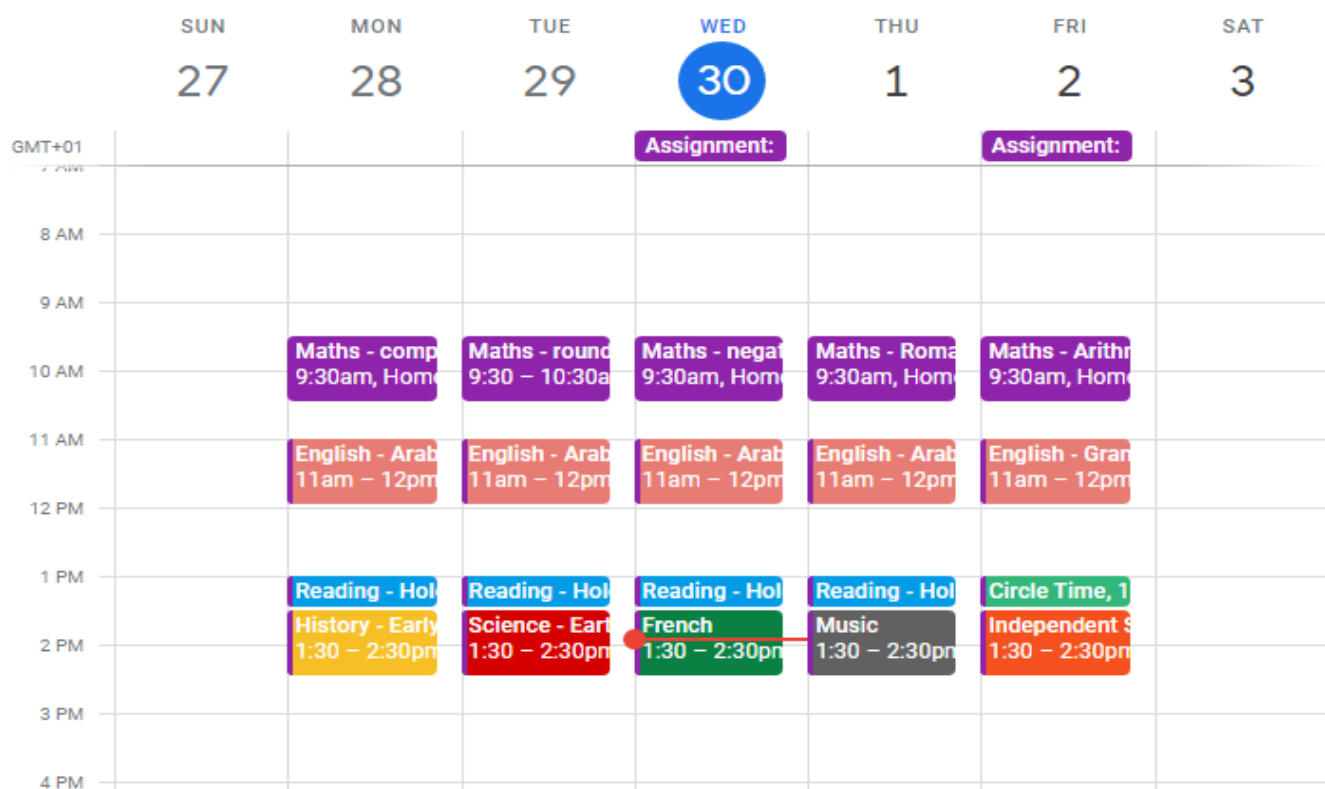 SUN MON TUE WED THU FRI SAT
27 28 29 30 1 2 3
GMT+01 Assignment: Assignment:
7 AM
8 AM
9 AM
Maths - comp Maths - round Maths - negat Maths - Roma Maths - Arithr
9:30am, Home 9:30 – 10:30a 9:30am, Hom 9:30am, Hom 9:30am, Hom
10 AM
11 AM
English - Arab English - Arab English - Arab English - Arab English - Gran
11am – 12pm 11am – 12pm 11am – 12pm 11am – 12pm 11am – 12pm
12 PM
1 PM
Reading - Hol Reading - Hol Reading - Hol Reading - Hol Circle Time, 1
History - Early Science - Eart French Music Independent S
1:30 – 2:30pm 1:30 – 2:30pm 1:30 – 2:30pm 1:30 – 2:30pm 1:30 – 2:30pm
2 PM
3 PM
4 PM